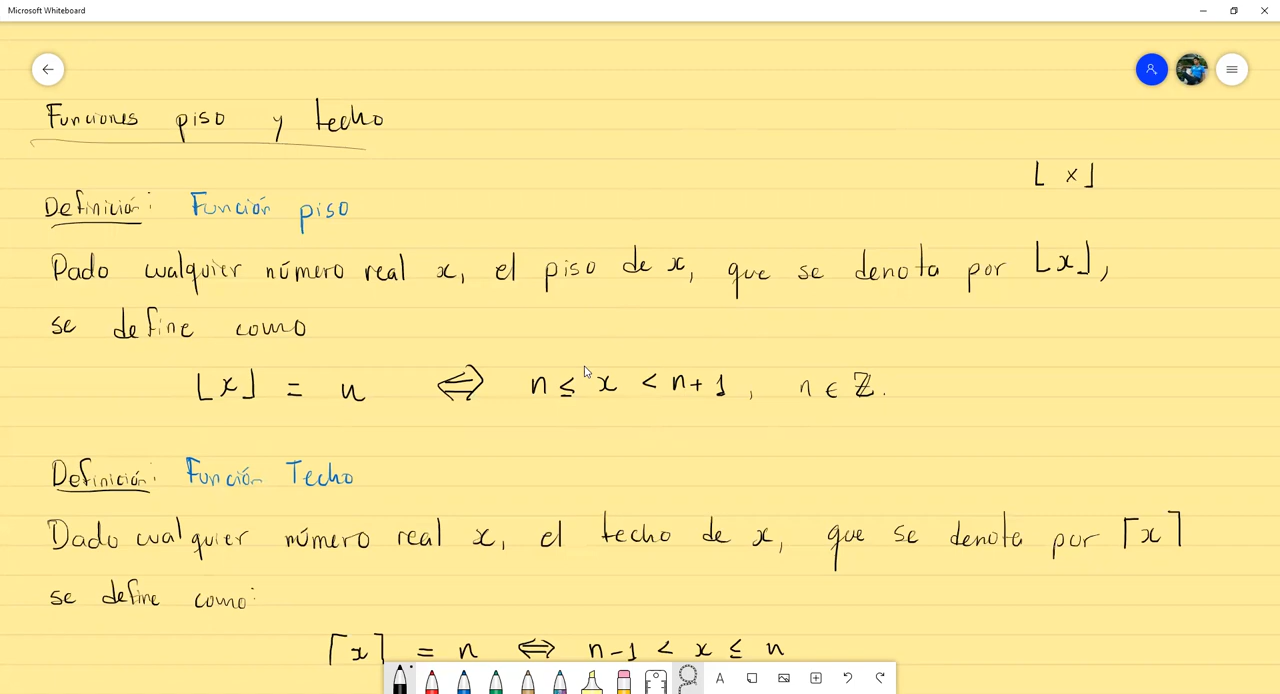 Microsoft Whiteboard
Funciones piso y techo
⌊x⌋
Definición: Función piso
Dado cualquier número real x, el piso de x, que se denota por ⌊x⌋,
se define como
⌊x⌋ = n ⟺ n ≤ x < n+1, n ∈ ℤ.
Definición: Función Techo
Dado cualquier número real x, el techo de x, que se denota por ⌈x⌉
se define como:
⌈x⌉ = n ⟺ n-1 < x ≤ n